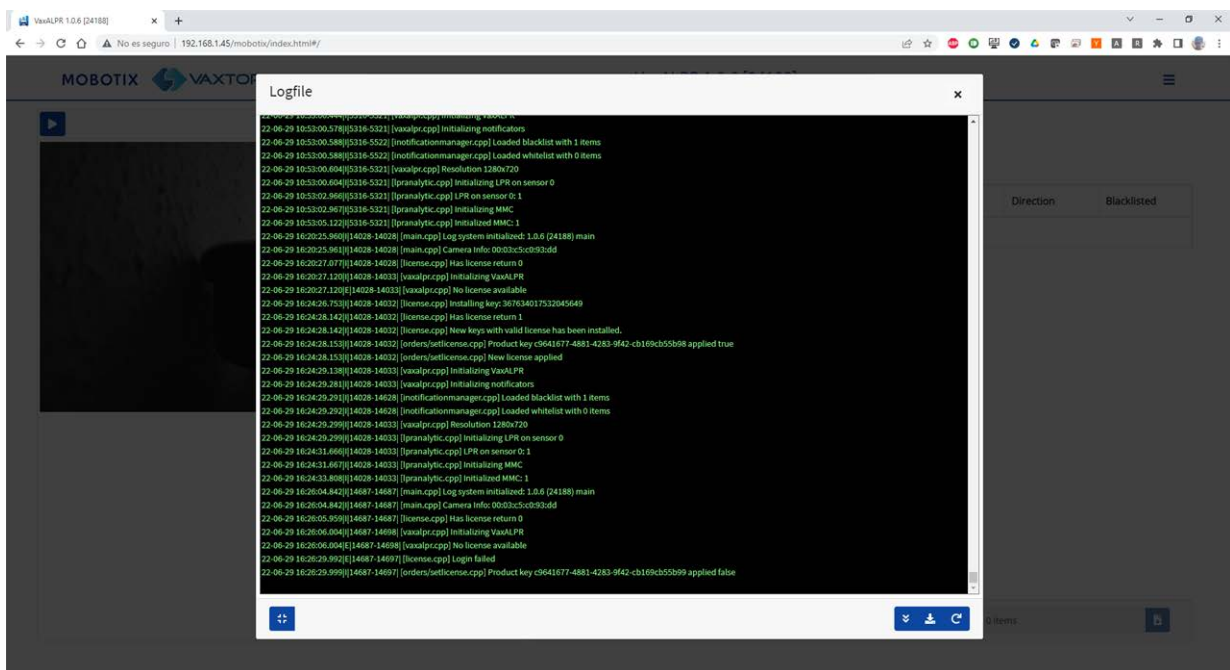 VaxALPR 1.0.6 [24188]
No es seguro | 192.168.1.45/mobotix/index.html#/
MOBOTIX VAXTOR
Logfile
22-06-29 10:53:00.444|I|5316-5321| [vaxalpr.cpp] Initializing VaxALPR
22-06-29 10:53:00.578|I|5316-5321| [vaxalpr.cpp] Initializing notificators
22-06-29 10:53:00.588|I|5316-5522| [inotificationmanager.cpp] Loaded blacklist with 1 items
22-06-29 10:53:00.588|I|5316-5522| [inotificationmanager.cpp] Loaded whitelist with 0 items
22-06-29 10:53:00.604|I|5316-5321| [vaxalpr.cpp] Resolution 1280x720
22-06-29 10:53:00.604|I|5316-5321| [lpranalytic.cpp] Initializing LPR on sensor 0
22-06-29 10:53:02.966|I|5316-5321| [lpranalytic.cpp] LPR on sensor 0: 1
22-06-29 10:53:02.967|I|5316-5321| [lpranalytic.cpp] Initializing MMC
22-06-29 10:53:05.122|I|5316-5321| [lpranalytic.cpp] Initialized MMC: 1
22-06-29 16:20:25.960|I|14028-14028| [main.cpp] Log system initialized: 1.0.6 (24188) main
22-06-29 16:20:25.961|I|14028-14028| [main.cpp] Camera Info: 00:03:c5:c0:93:dd
22-06-29 16:20:27.077|I|14028-14028| [license.cpp] Has license return 0
22-06-29 16:20:27.120|I|14028-14033| [vaxalpr.cpp] Initializing VaxALPR
22-06-29 16:20:27.120|E|14028-14033| [vaxalpr.cpp] No license available
22-06-29 16:24:26.753|I|14028-14032| [license.cpp] Installing key: 367634017532045649
22-06-29 16:24:28.142|I|14028-14032| [license.cpp] Has license return 1
22-06-29 16:24:28.142|I|14028-14032| [license.cpp] New keys with valid license has been installed.
22-06-29 16:24:28.153|I|14028-14032| [orders/setlicense.cpp] Product key c9641677-4881-4283-9f42-cb169cb55b98 applied true
22-06-29 16:24:28.153|I|14028-14032| [orders/setlicense.cpp] New license applied
22-06-29 16:24:29.138|I|14028-14033| [vaxalpr.cpp] Initializing VaxALPR
22-06-29 16:24:29.281|I|14028-14033| [vaxalpr.cpp] Initializing notificators
22-06-29 16:24:29.291|I|14028-14628| [inotificationmanager.cpp] Loaded blacklist with 1 items
22-06-29 16:24:29.292|I|14028-14628| [inotificationmanager.cpp] Loaded whitelist with 0 items
22-06-29 16:24:29.299|I|14028-14033| [vaxalpr.cpp] Resolution 1280x720
22-06-29 16:24:29.299|I|14028-14033| [lpranalytic.cpp] Initializing LPR on sensor 0
22-06-29 16:24:31.666|I|14028-14033| [lpranalytic.cpp] LPR on sensor 0: 1
22-06-29 16:24:31.667|I|14028-14033| [lpranalytic.cpp] Initializing MMC
22-06-29 16:24:33.808|I|14028-14033| [lpranalytic.cpp] Initialized MMC: 1
22-06-29 16:26:04.842|I|14687-14687| [main.cpp] Log system initialized: 1.0.6 (24188) main
22-06-29 16:26:04.842|I|14687-14687| [main.cpp] Camera Info: 00:03:c5:c0:93:dd
22-06-29 16:26:05.959|I|14687-14687| [license.cpp] Has license return 0
22-06-29 16:26:06.004|I|14687-14698| [vaxalpr.cpp] Initializing VaxALPR
22-06-29 16:26:06.004|E|14687-14698| [vaxalpr.cpp] No license available
22-06-29 16:26:29.992|E|14687-14697| [license.cpp] Login failed
22-06-29 16:26:29.999|I|14687-14697| [orders/setlicense.cpp] Product key c9641677-4881-4283-9f42-cb169cb55b99 applied false
Direction Blacklisted
0 items